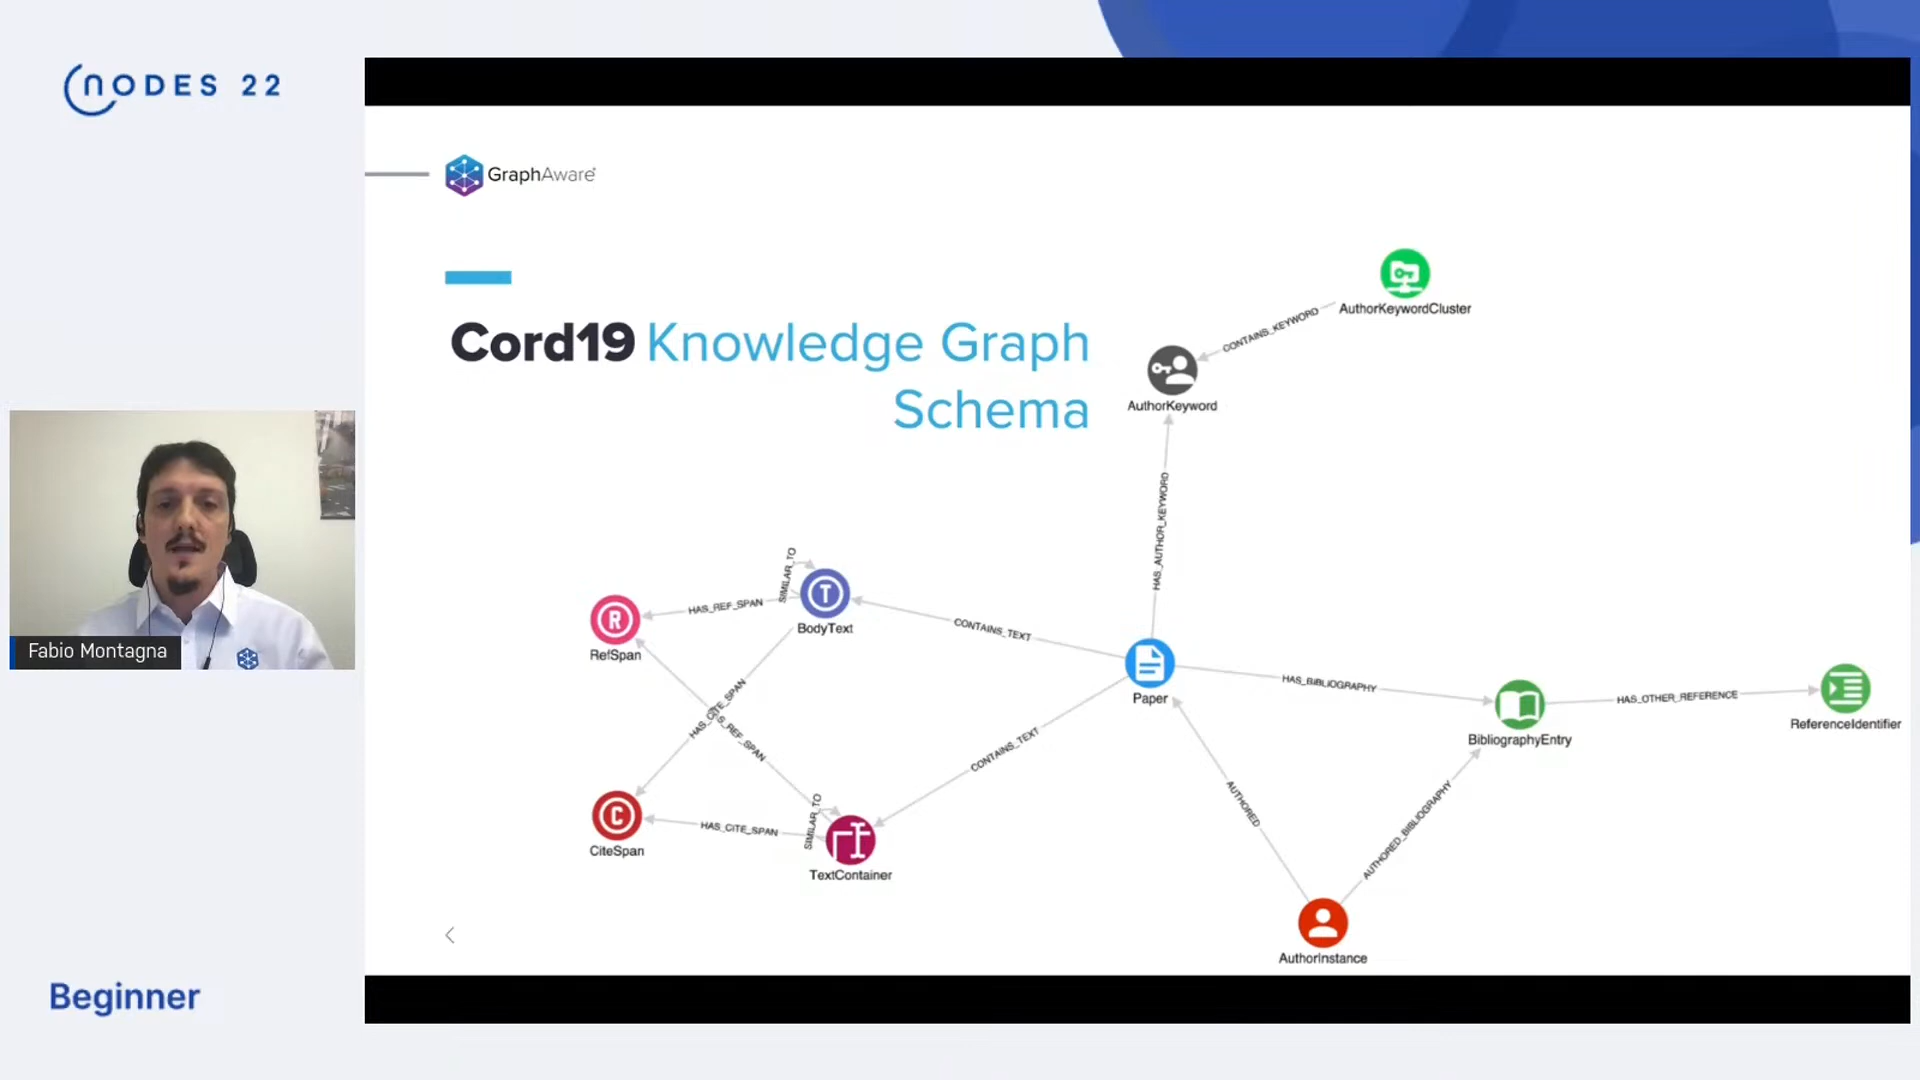 NODES 22
GraphAware
Cord19 Knowledge Graph
Schema
AuthorKeywordCluster
CONTAINS_KEYWORD
AuthorKeyword
HAS_AUTHOR_KEYWORD
SIMILAR_TO
BodyText
HAS_REF_SPAN
RefSpan
CONTAINS_TEXT
Paper
HAS_BIBLIOGRAPHY
BibliographyEntry
HAS_OTHER_REFERENCE
ReferenceIdentifier
HAS_CITE_SPAN
S_REF_SPAN
CONTAINS_TEXT
CiteSpan
HAS_CITE_SPAN
SIMILAR_TO
TextContainer
AUTHORED
AUTHORED_BIBLIOGRAPHY
AuthorInstance
R
T
C
Fabio Montagna
Beginner